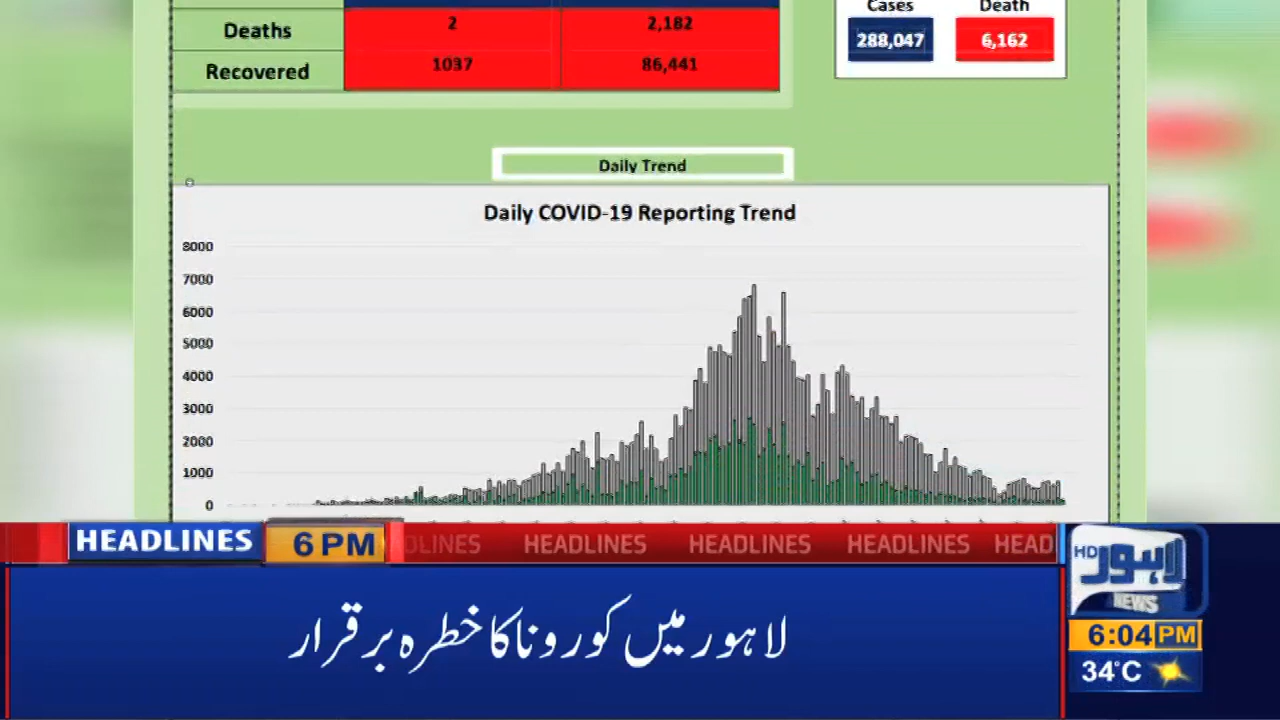 Cases Death
Deaths 2 2,182 288,047 6,162
Recovered 1037 86,441
Daily Trend
Daily COVID-19 Reporting Trend
8000
7000
6000
5000
4000
3000
2000
1000
0
HEADLINES 6 PM HEADLINES HEADLINES HEADLINES
لاہور میں کورونا کا خطرہ برقرار
HD لاہور
NEWS
6:04 PM
34°C